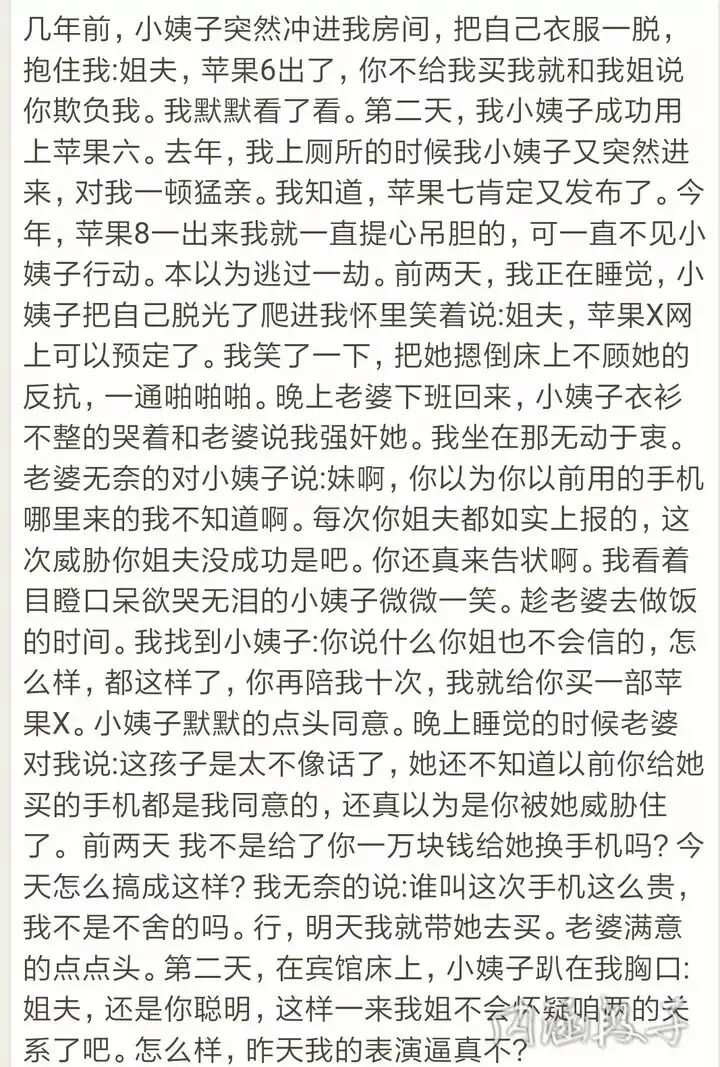 几年前，小姨子突然冲进我房间，把自己衣服一脱，
抱住我:姐夫，苹果6出了，你不给我买我就和我姐说
你欺负我。我默默看了看。第二天，我小姨子成功用
上苹果六。去年，我上厕所的时候我小姨子又突然进
来，对我一顿猛亲。我知道，苹果七肯定又发布了。今
年，苹果8一出来我就一直提心吊胆的，可一直不见小
姨子行动。本以为逃过一劫。前两天，我正在睡觉，小
姨子把自己脱光了爬进我怀里笑着说:姐夫，苹果X网
上可以预定了。我笑了一下，把她摁倒床上不顾她的
反抗，一通啪啪啪。晚上老婆下班回来，小姨子衣衫
不整的哭着和老婆说我强奸她。我坐在那无动于衷。
老婆无奈的对小姨子说:妹啊，你以为你以前用的手机
哪里来的我不知道啊。每次你姐夫都如实上报的，这
次威胁你姐夫没成功是吧。你还真来告状啊。我看着
目瞪口呆欲哭无泪的小姨子微微一笑。趁老婆去做饭
的时间。我找到小姨子:你说什么你姐也不会信的，怎
么样，都这样了，你再陪我十次，我就给你买一部苹
果X。小姨子默默的点头同意。晚上睡觉的时候老婆
对我说:这孩子是太不像话了，她还不知道以前你给她
买的手机都是我同意的，还真以为是你被她威胁住
了。前两天 我不是给了你一万块钱给她换手机吗？今
天怎么搞成这样？我无奈的说:谁叫这次手机这么贵，
我不是不舍的吗。行，明天我就带她去买。老婆满意
的点点头。第二天，在宾馆床上，小姨子趴在我胸口:
姐夫，还是你聪明，这样一来我姐不会怀疑咱两的关
系了吧。怎么样，昨天我的表演逼真不？
内涵段子